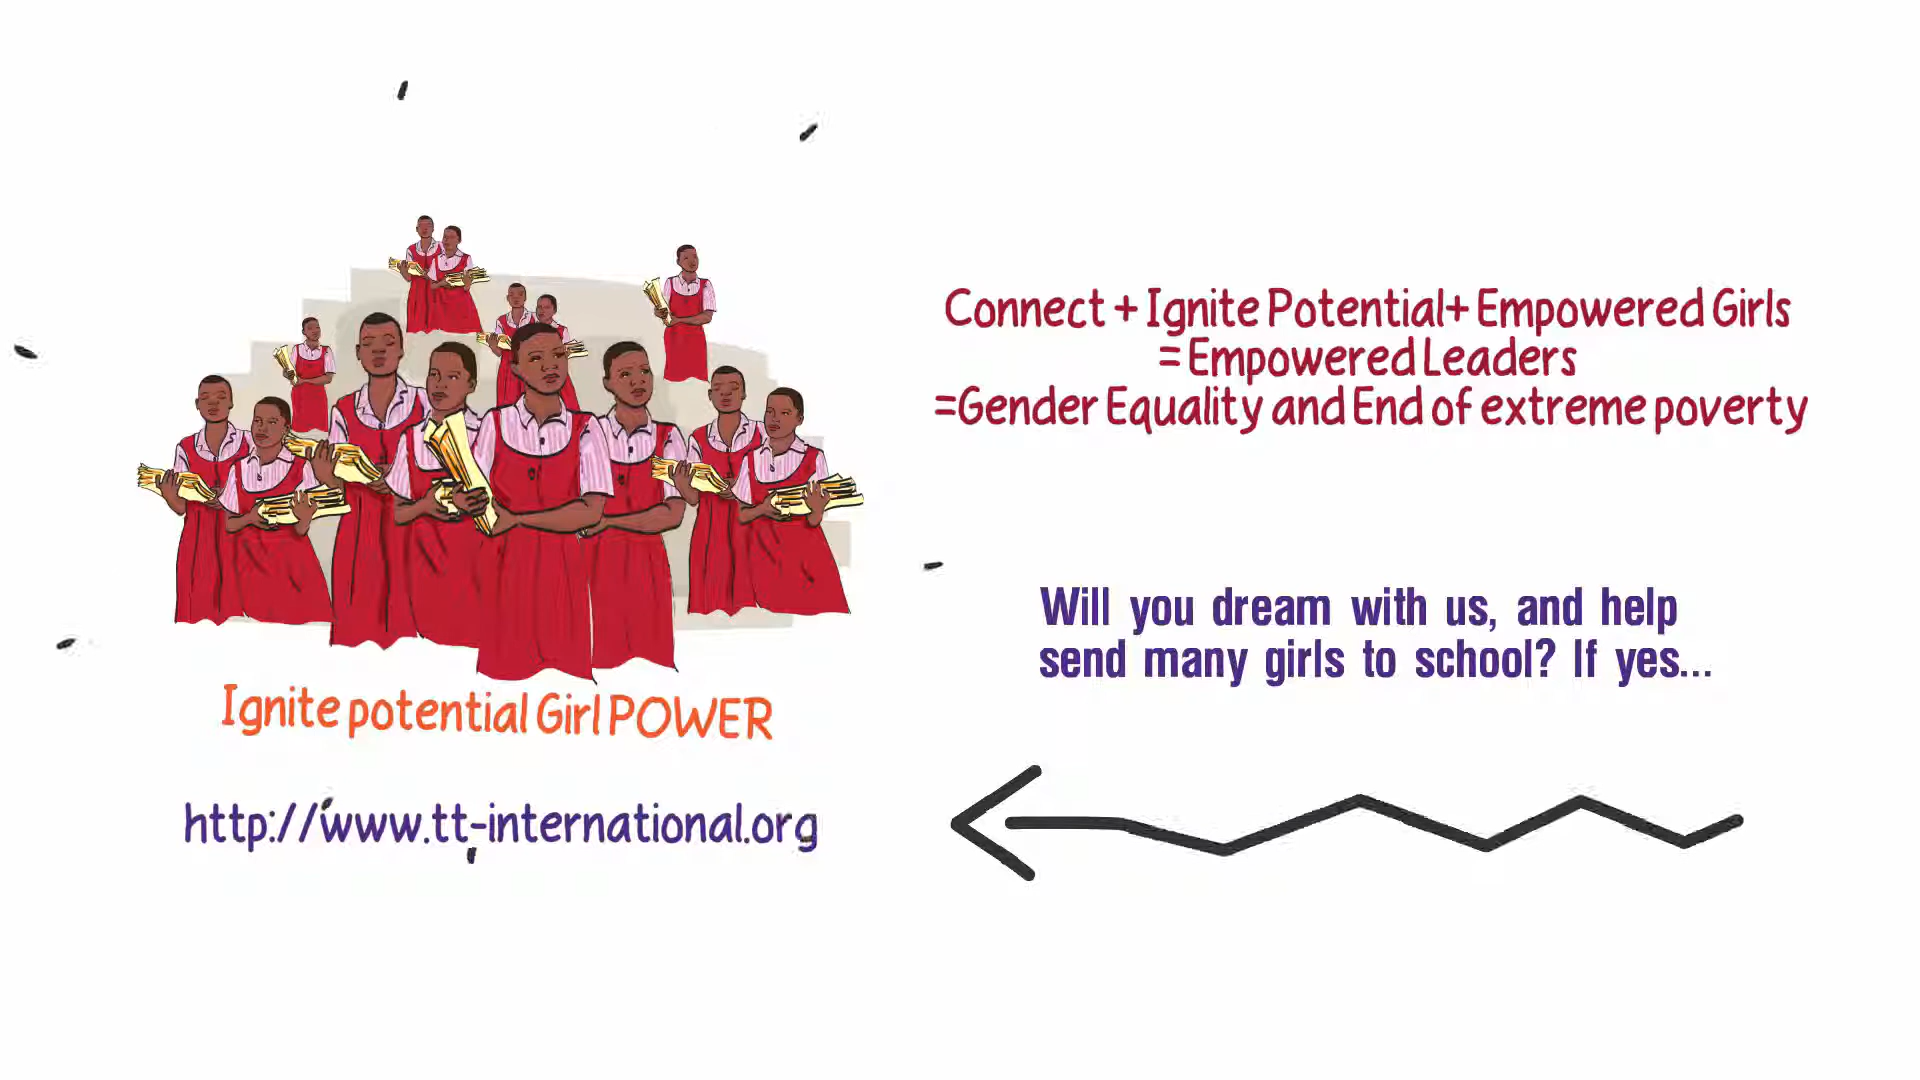 Connect + Ignite Potential+ Empowered Girls
= Empowered Leaders
=Gender Equality and End of extreme poverty
Will you dream with us, and help
send many girls to school? If yes...
Ignite potential Girl POWER
http://www.tt-international.org